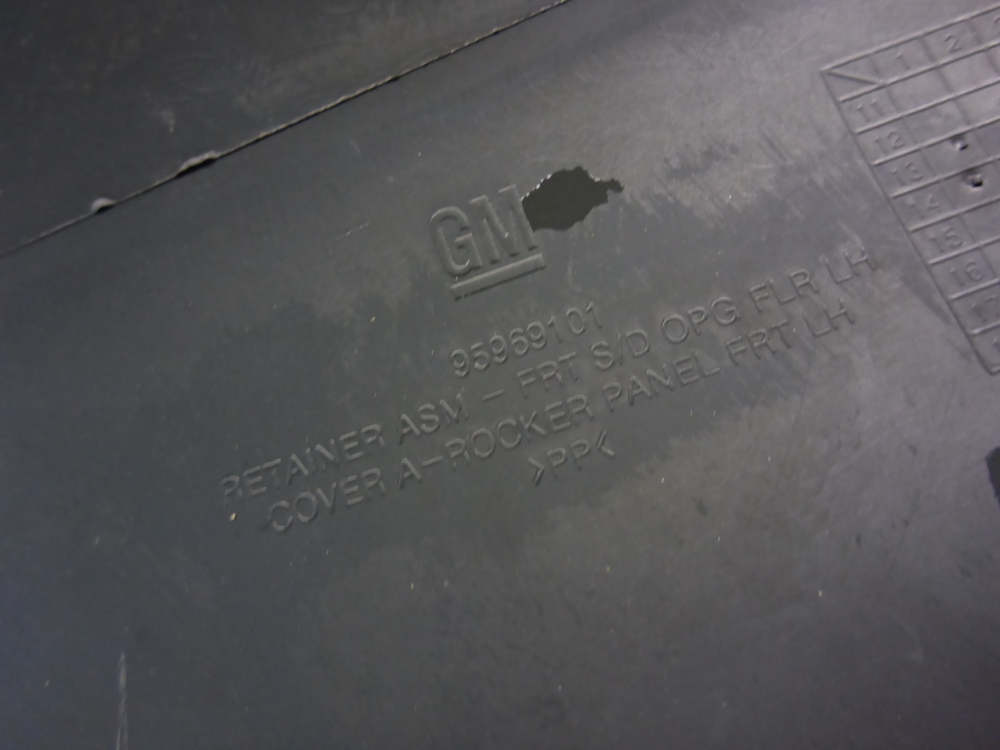 GM
95969101
RETAINER ASM - FRT S/D OPG FLR LH
COVER A-ROCKER PANEL FRT LH
>PP<
1 2
11
12
13
14
15
16
17